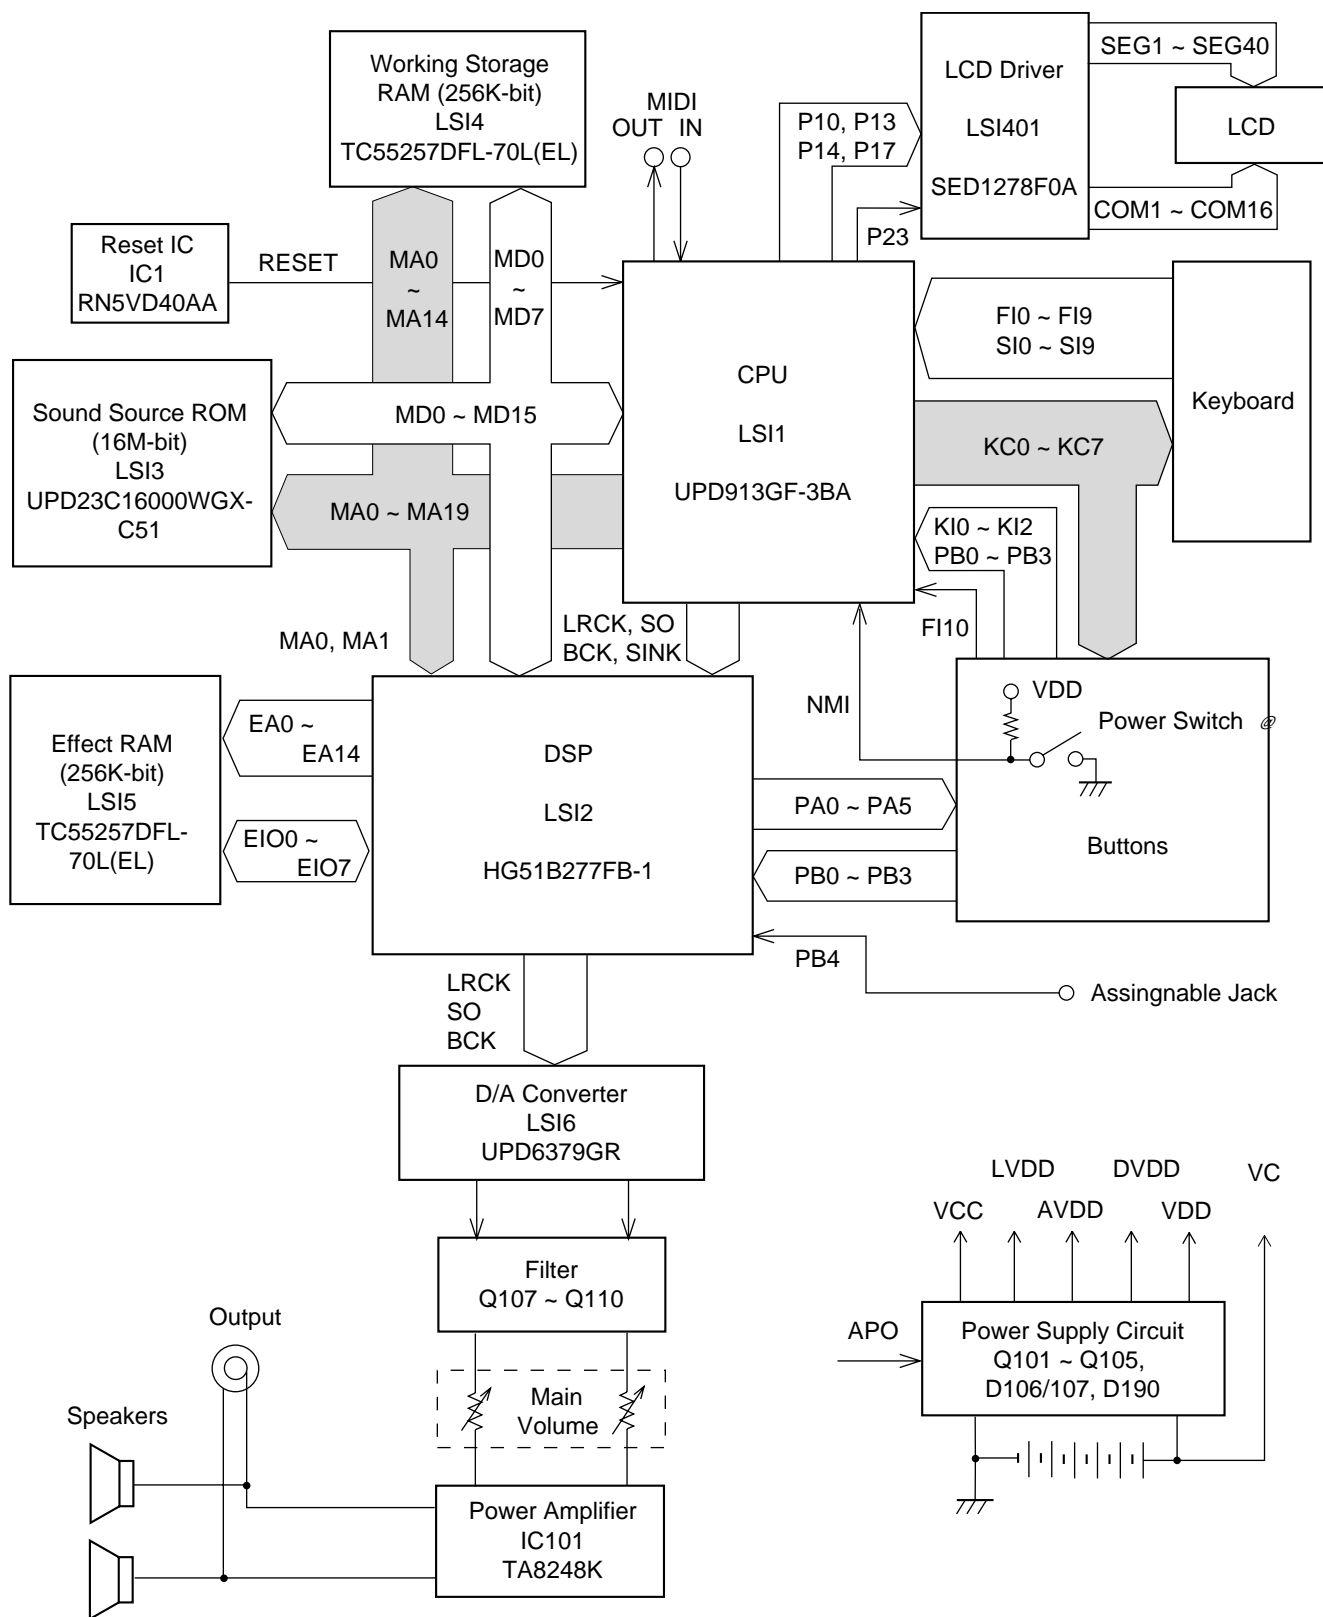 Working Storage
RAM (256K-bit)
LSI4
TC55257DFL-70L(EL)
MIDI
OUT IN
P10, P13
P14, P17
LCD Driver
LSI401
SED1278F0A
SEG1 ~ SEG40
LCD
COM1 ~ COM16
P23
Reset IC
IC1
RN5VD40AA
RESET
MA0
~
MA14
MD0
~
MD7
CPU
LSI1
UPD913GF-3BA
FI0 ~ FI9
SI0 ~ SI9
Keyboard
KC0 ~ KC7
Sound Source ROM
(16M-bit)
LSI3
UPD23C16000WGX-
C51
MD0 ~ MD15
MA0 ~ MA19
KI0 ~ KI2
PB0 ~ PB3
FI10
MA0, MA1
LRCK, SO
BCK, SINK
NMI
VDD
Power Switch
Buttons
Effect RAM
(256K-bit)
LSI5
TC55257DFL-
70L(EL)
EA0 ~
EA14
EIO0 ~
EIO7
DSP
LSI2
HG51B277FB-1
PA0 ~ PA5
PB0 ~ PB3
PB4
Assingnable Jack
LRCK
SO
BCK
D/A Converter
LSI6
UPD6379GR
Filter
Q107 ~ Q110
Main
Volume
Output
Speakers
Power Amplifier
IC101
TA8248K
LVDD
DVDD
VC
VCC
AVDD
VDD
APO
Power Supply Circuit
Q101 ~ Q105,
D106/107, D190